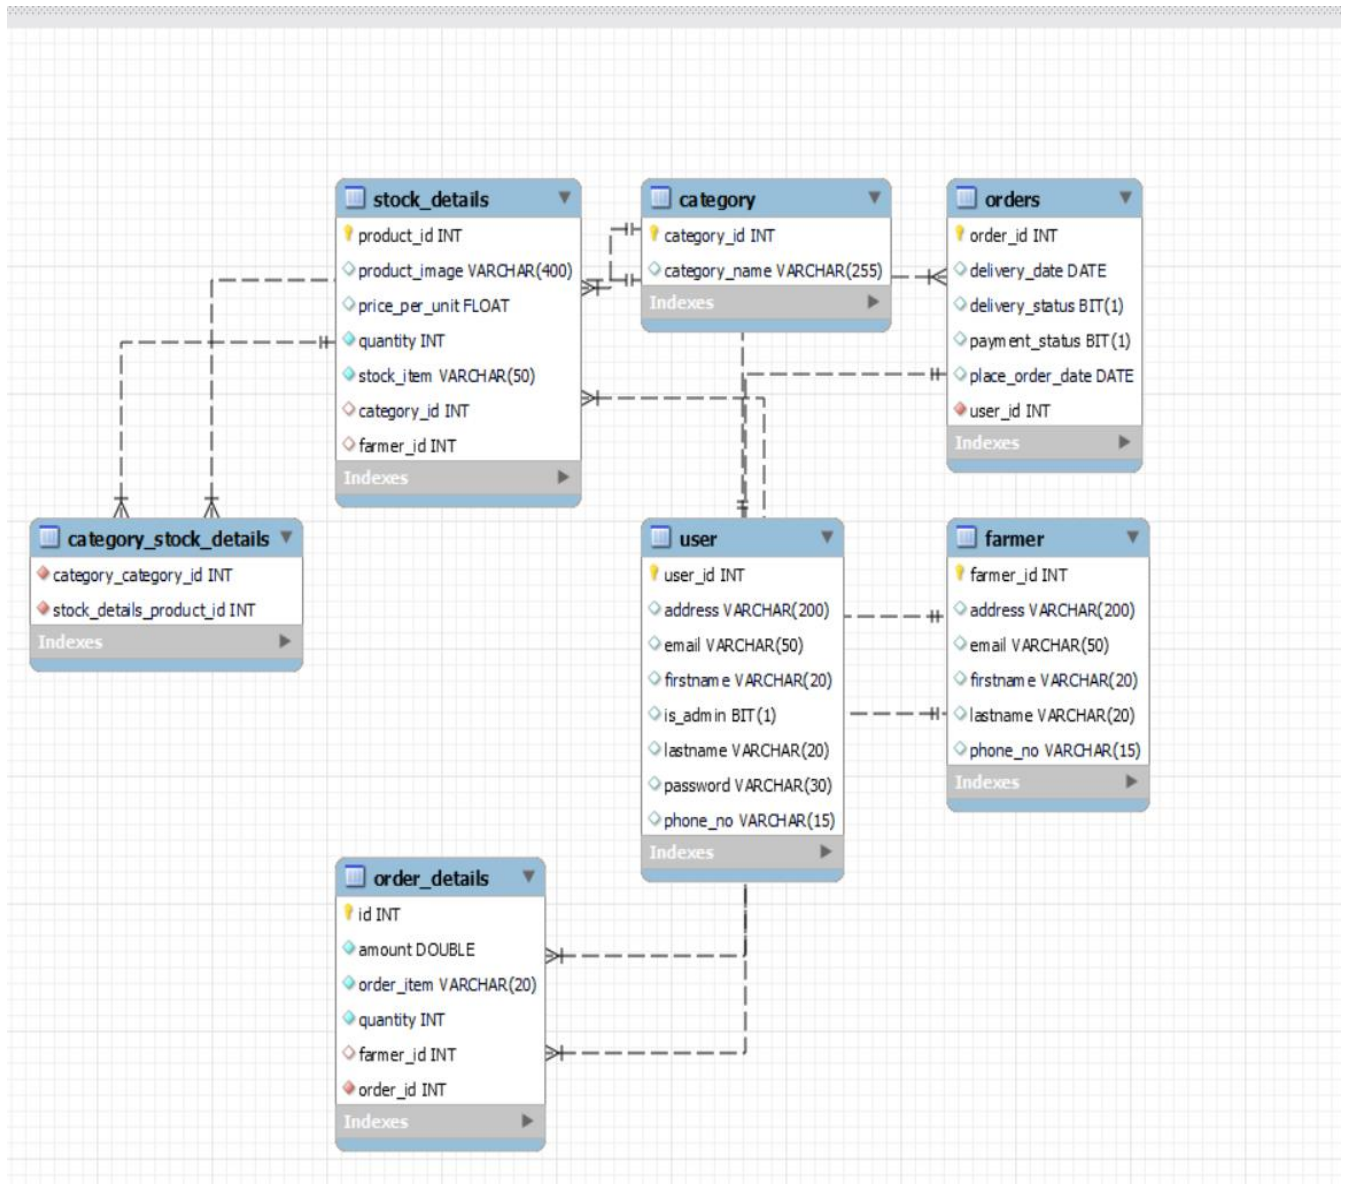 stock_details
product_id INT
product_image VARCHAR(400)
price_per_unit FLOAT
quantity INT
stock_item VARCHAR(50)
category_id INT
farmer_id INT
Indexes
category
category_id INT
category_name VARCHAR(255)
Indexes
orders
order_id INT
delivery_date DATE
delivery_status BIT(1)
payment_status BIT(1)
place_order_date DATE
user_id INT
Indexes
category_stock_details
category_category_id INT
stock_details_product_id INT
Indexes
user
user_id INT
address VARCHAR(200)
email VARCHAR(50)
firstname VARCHAR(20)
is_admin BIT(1)
lastname VARCHAR(20)
password VARCHAR(30)
phone_no VARCHAR(15)
Indexes
farmer
farmer_id INT
address VARCHAR(200)
email VARCHAR(50)
firstname VARCHAR(20)
lastname VARCHAR(20)
phone_no VARCHAR(15)
Indexes
order_details
id INT
amount DOUBLE
order_item VARCHAR(20)
quantity INT
farmer_id INT
order_id INT
Indexes